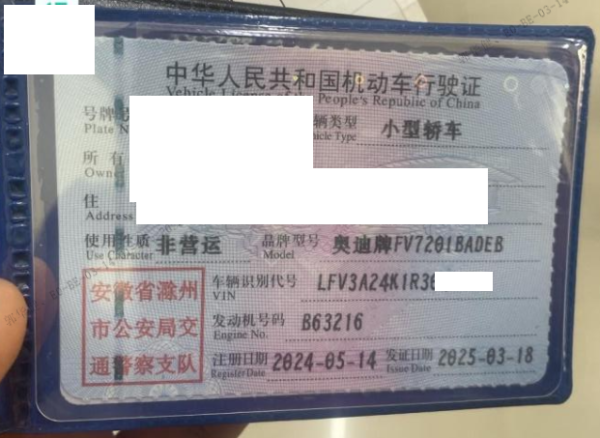 中华人民共和国机动车行驶证
Vehicle License of the People's Republic of China
号牌号
Plate N
辆类型 小型轿车
hicle Type
所有
Owne
住
Address
使用性质 非营运 品牌型号 奥迪牌FV7201BADEB
Use Character Model
车辆识别代号 LFV3A24K1R36
VIN
安徽省滁州
市公安局交
通警察支队
发动机号码 B63216
Engine No.
注册日期 2024-05-14 发证日期 2025-03-18
Register Date Issue Date